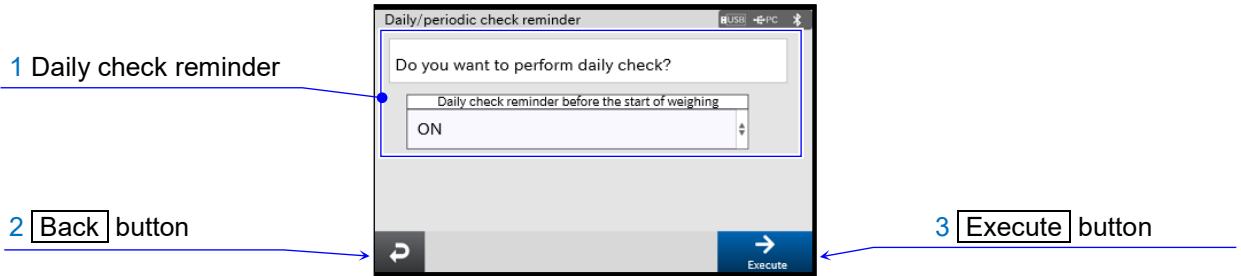 Daily/periodic check reminder
USB PC
1 Daily check reminder
Do you want to perform daily check?
Daily check reminder before the start of weighing
ON
2 Back button
3 Execute button
Execute